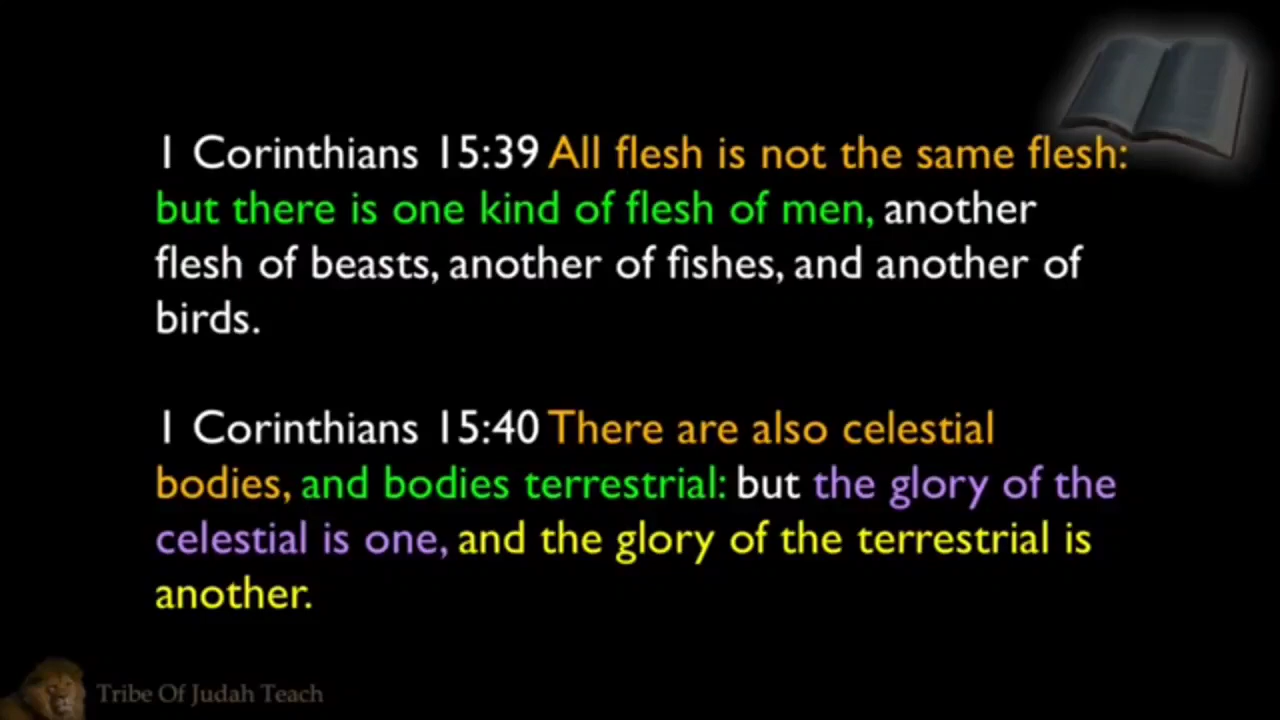 1 Corinthians 15:39 All flesh is not the same flesh:
but there is one kind of flesh of men, another
flesh of beasts, another of fishes, and another of
birds.
1 Corinthians 15:40 There are also celestial
bodies, and bodies terrestrial: but the glory of the
celestial is one, and the glory of the terrestrial is
another.
Tribe Of Judah Teach